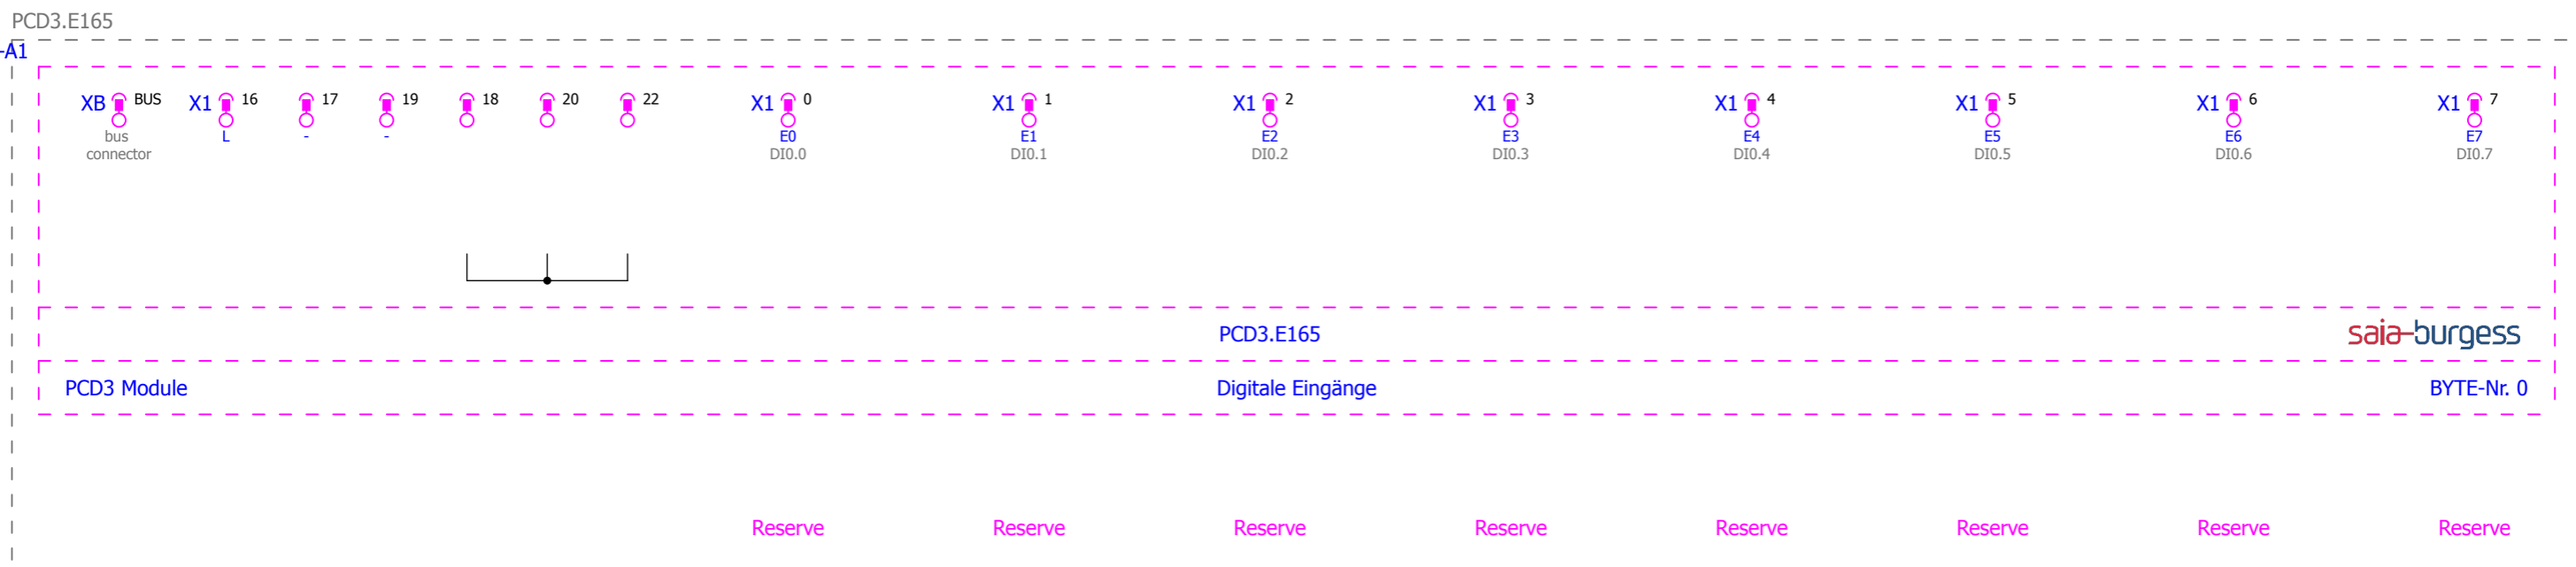 PCD3.E165
-A1
XB BUS X1 16 17 19 18 20 22 X1 0 X1 1 X1 2 X1 3 X1 4 X1 5 X1 6 X1 7
bus L - - E0 E1 E2 E3 E4 E5 E6 E7
connector DI0.0 DI0.1 DI0.2 DI0.3 DI0.4 DI0.5 DI0.6 DI0.7
PCD3.E165 saia-burgess
PCD3 Module Digitale Eingänge BYTE-Nr. 0
Reserve Reserve Reserve Reserve Reserve Reserve Reserve Reserve